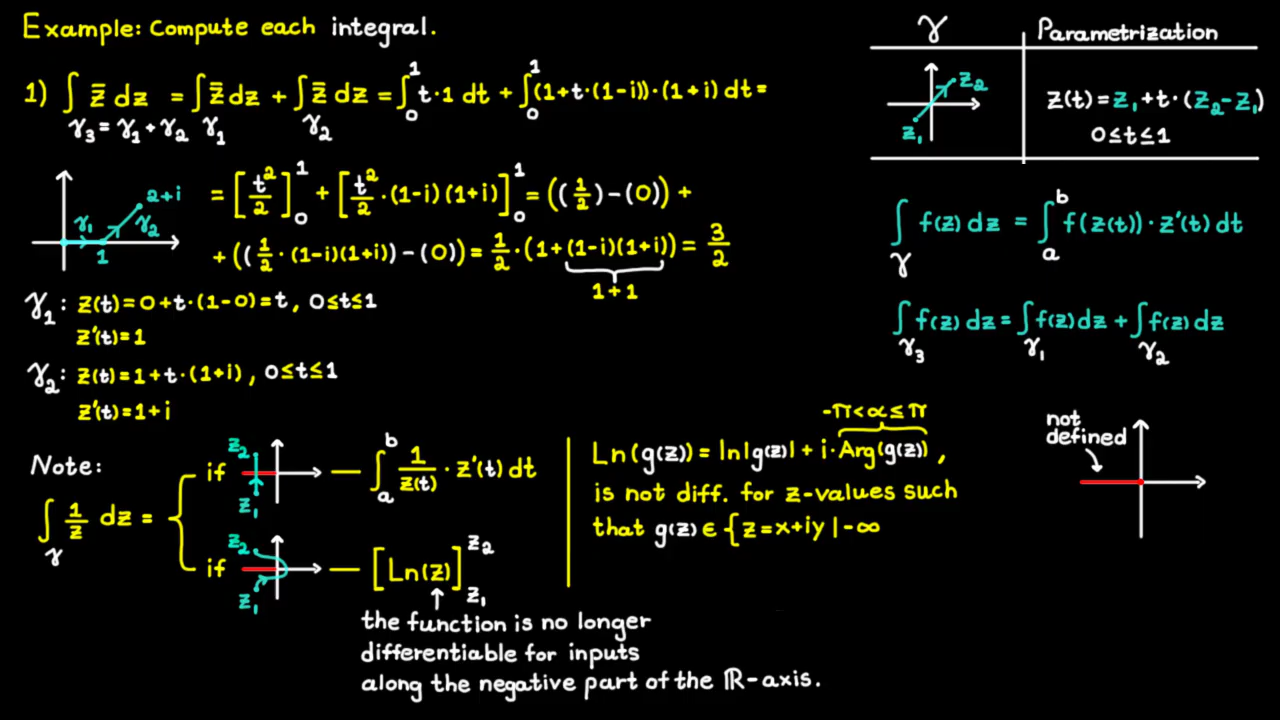 Example: Compute each integral.
1) ∫ z̄ dz = ∫ z̄ dz + ∫ z̄ dz = ∫₀¹ t·1 dt + ∫₀¹ (1+t·(1-i))·(1+i) dt =
γ₃ = γ₁ + γ₂ γ₁ γ₂
= [t²/2]₀¹ + [t²/2 ·(1-i)(1+i)]₀¹ = ((1/2)-(0)) +
+ ((1/2 ·(1-i)(1+i))-(0)) = 1/2 ·(1+(1-i)(1+i)) = 3/2
1+1
2+i
γ₁ γ₂
1
γ₁: z(t)=0+t·(1-0)=t, 0≤t≤1
z'(t)=1
γ₂: z(t)=1+t·(1+i), 0≤t≤1
z'(t)=1+i
Note:
∫ 1/z dz =
γ
if z₂ z₁ — ∫ₐᵇ 1/z(t) · z'(t) dt
if z₂ z₁ — [Ln(z)] z₂ z₁
the function is no longer
differentiable for inputs
along the negative part of the ℝ-axis.
-π<α≤π
Ln(g(z)) = ln|g(z)| + i·Arg(g(z)),
is not diff. for z-values such
that g(z) ∈ {z=x+iy | -∞
γ Parametrization
z₂
z₁
z(t) = z₁ + t·(z₂-z₁)
0≤t≤1
∫ f(z) dz = ∫ₐᵇ f(z(t))·z'(t) dt
γ
∫ f(z) dz = ∫ f(z) dz + ∫ f(z) dz
γ₃ γ₁ γ₂
not
defined